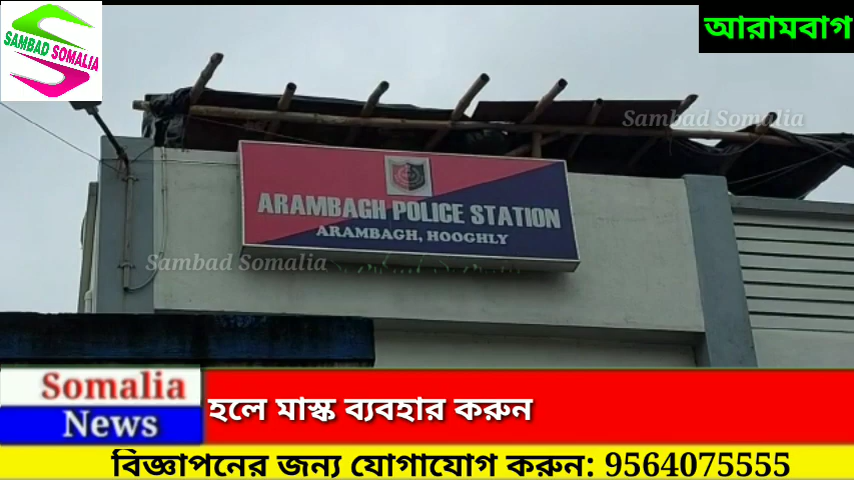 SAMBAD SOMALIA
আরামবাগ
Sambad Somalia
ARAMBAGH POLICE STATION
ARAMBAGH, HOOGHLY
Sambad Somalia
Somalia
News
হলে মাস্ক ব্যবহার করুন
বিজ্ঞাপনের জন্য যোগাযোগ করুন: 9564075555